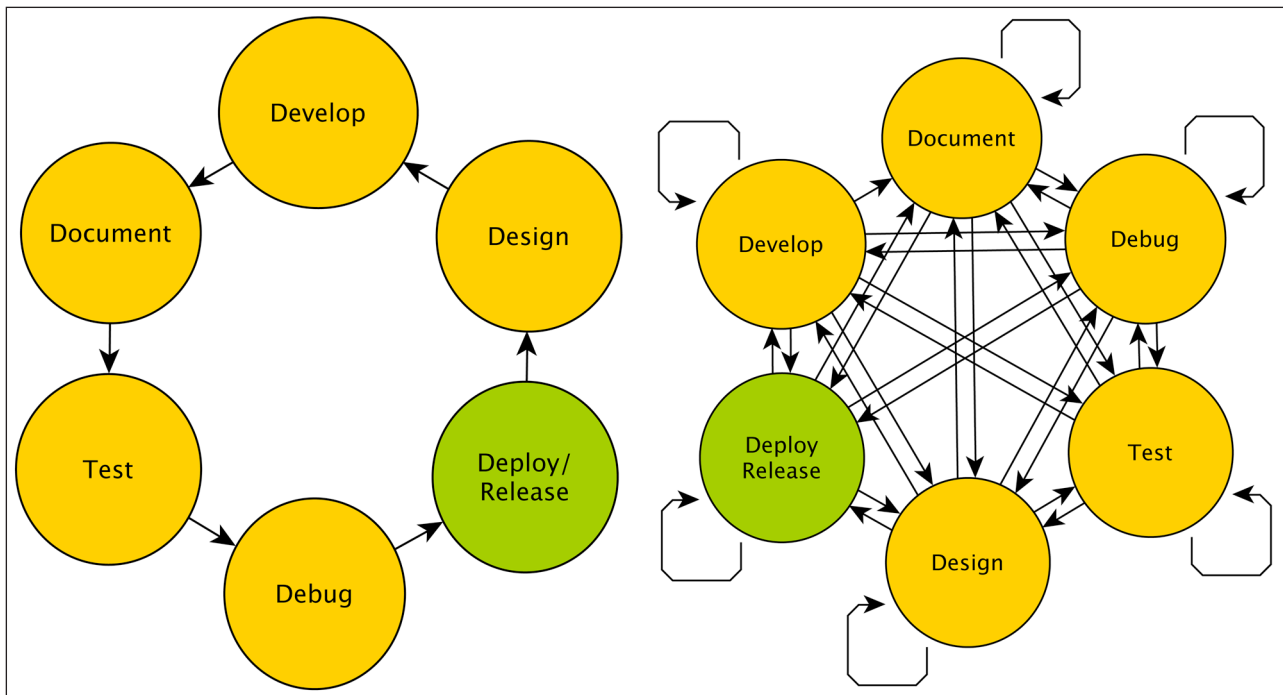 Develop
Document
Design
Test
Deploy/
Release
Debug
Document
Develop
Debug
Deploy
Release
Test
Design